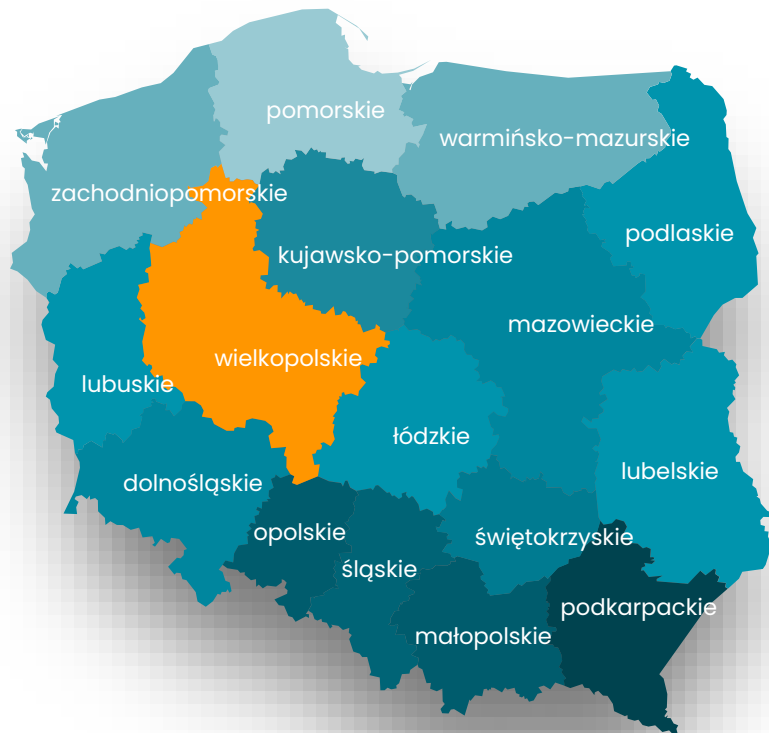 pomorskie
warmińsko-mazurskie
zachodniopomorskie
podlaskie
kujawsko-pomorskie
mazowieckie
wielkopolskie
lubuskie
łódzkie
lubelskie
dolnośląskie
opolskie
świętokrzyskie
śląskie
podkarpackie
małopolskie